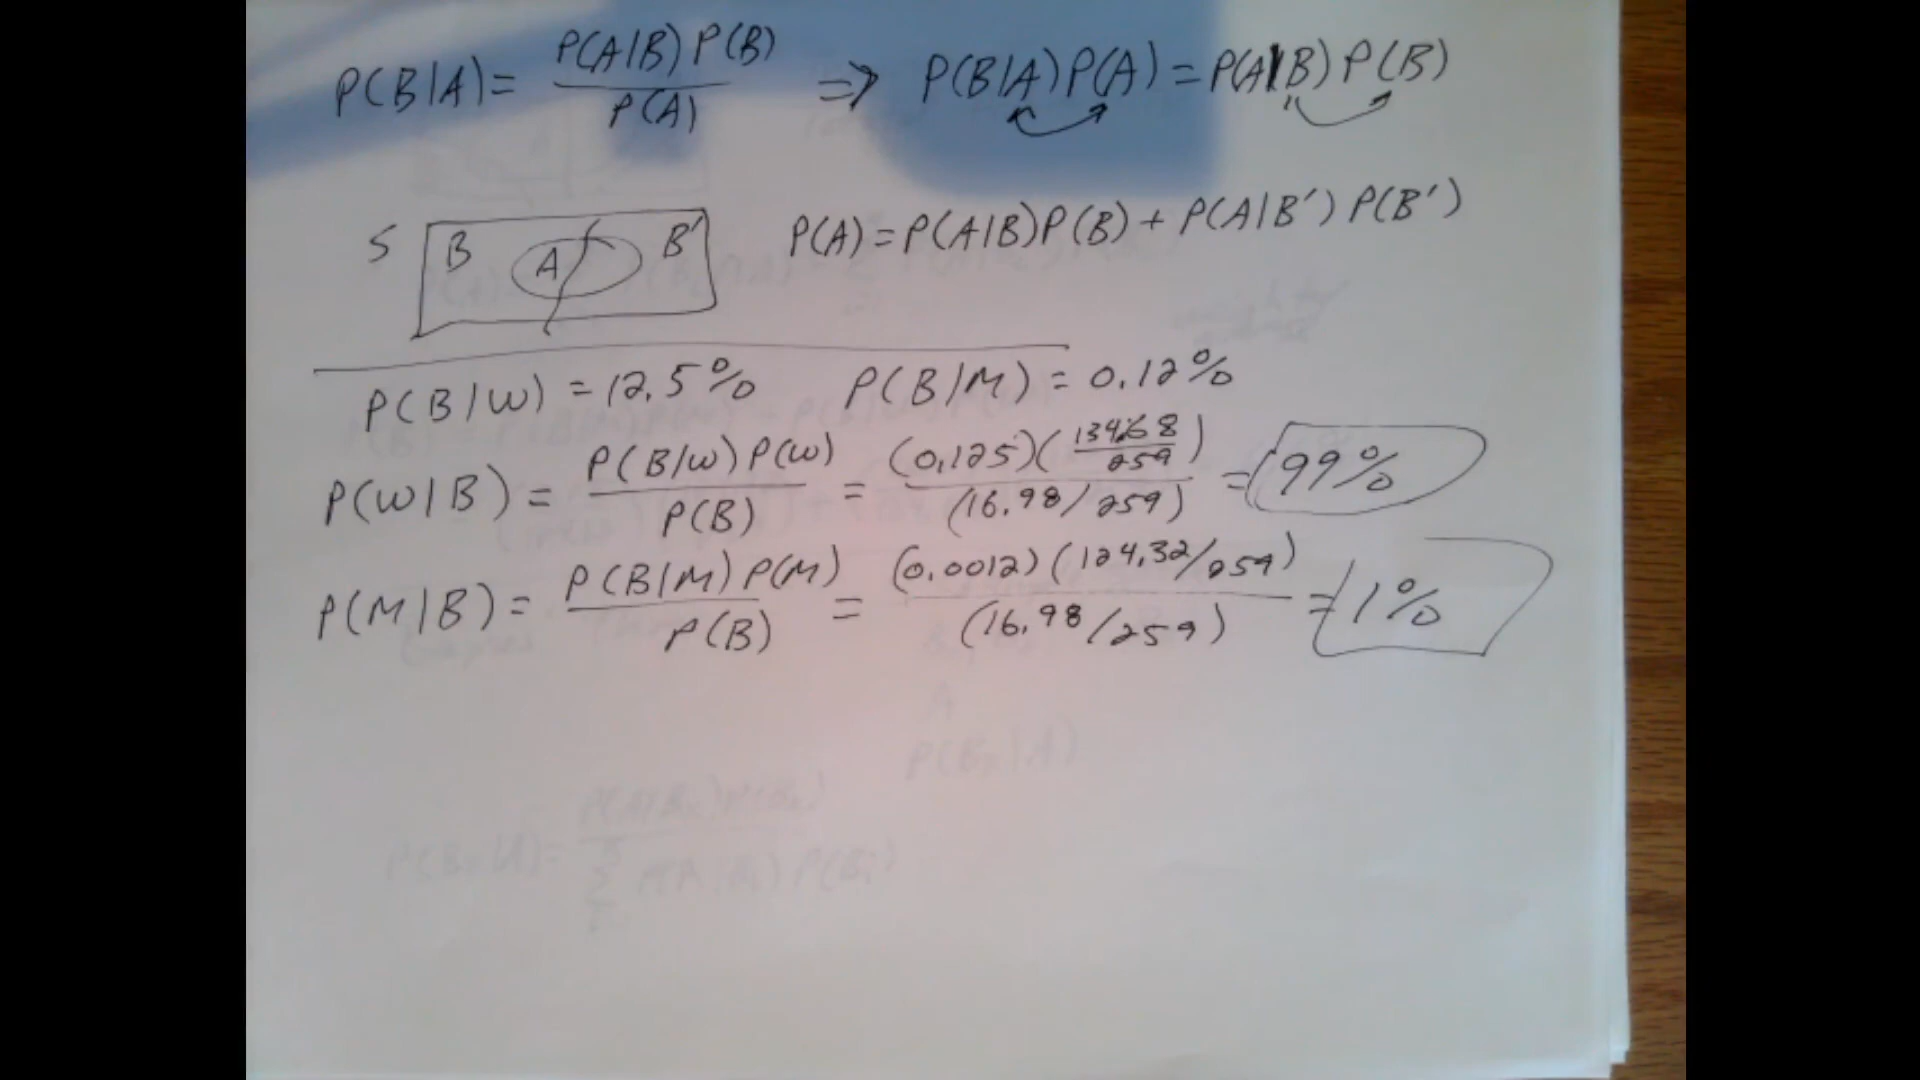 P(B|A) = P(A|B) P(B) / P(A) ⇒ P(B|A) P(A) = P(A|B) P(B)
S B A B' P(A) = P(A|B)P(B) + P(A|B') P(B')
P(B|W) = 12.5% P(B|M) = 0.12%
P(W|B) = P(B|W) P(W) / P(B) = (0.125)(134.68/259) / (16.98/259) = 99%
P(M|B) = P(B|M) P(M) / P(B) = (0.0012)(124.32/259) / (16.98/259) = 1%